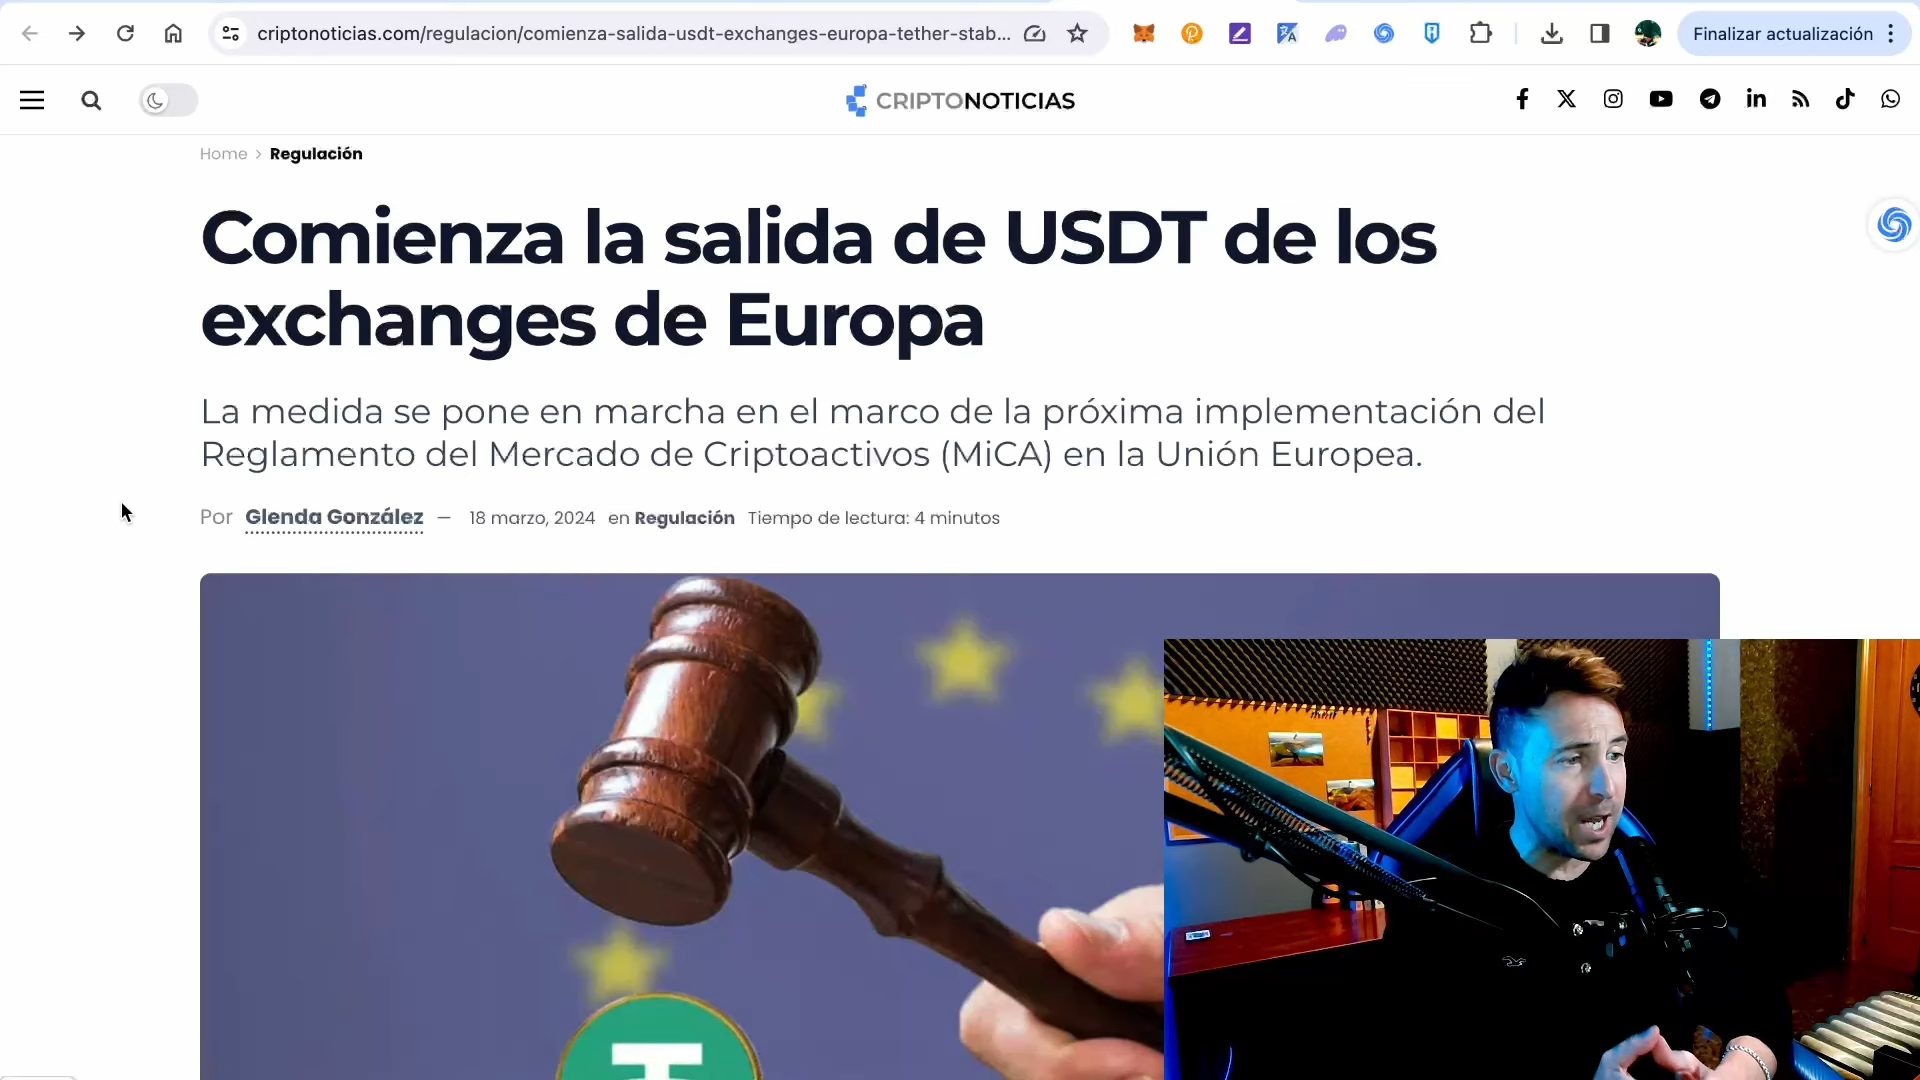 criptonoticias.com/regulacion/comienza-salida-usdt-exchanges-europa-tether-stab...
Finalizar actualización
CRIPTONOTICIAS
Home > Regulación
Comienza la salida de USDT de los
exchanges de Europa
La medida se pone en marcha en el marco de la próxima implementación del
Reglamento del Mercado de Criptoactivos (MiCA) en la Unión Europea.
Por Glenda González — 18 marzo, 2024 en Regulación Tiempo de lectura: 4 minutos